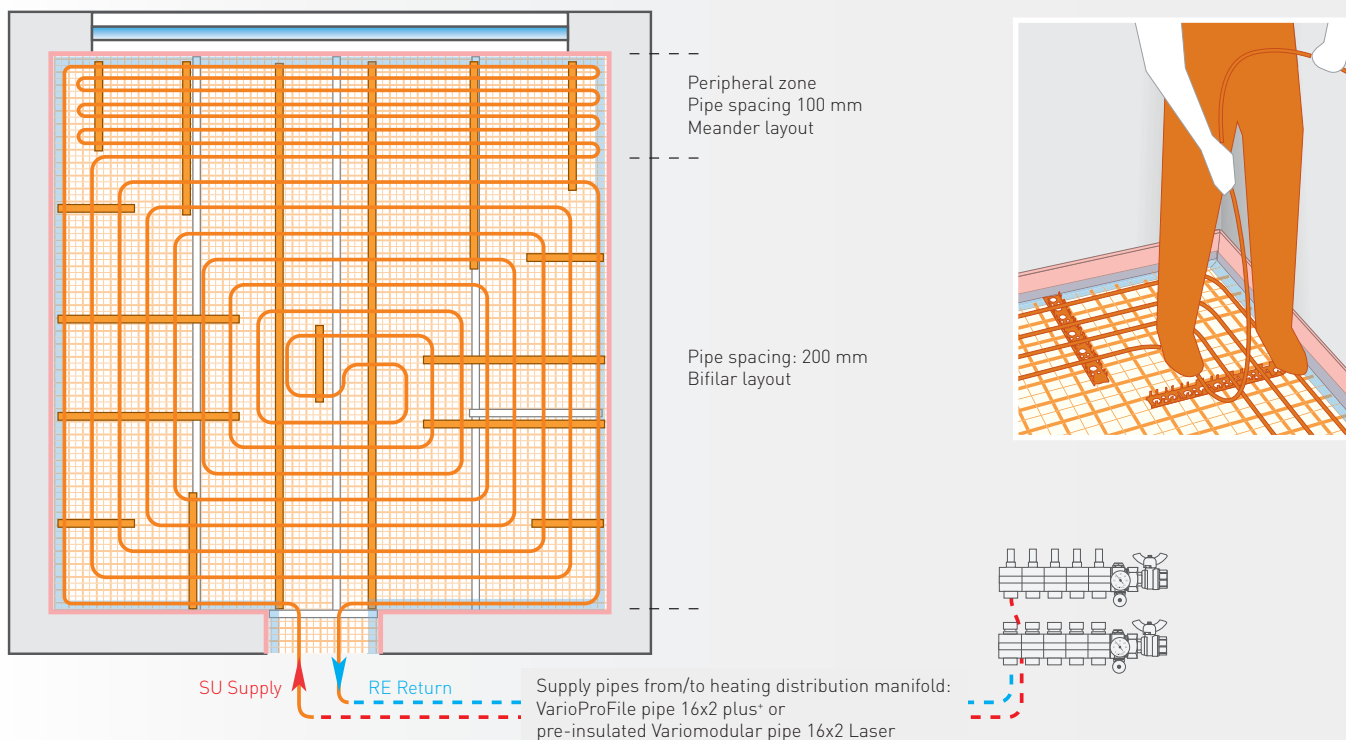 Peripheral zone
Pipe spacing 100 mm
Meander layout
Pipe spacing: 200 mm
Bifilar layout
SU Supply
RE Return
Supply pipes from/to heating distribution manifold:
VarioProFile pipe 16x2 plus⁺ or
pre-insulated Variomodular pipe 16x2 Laser